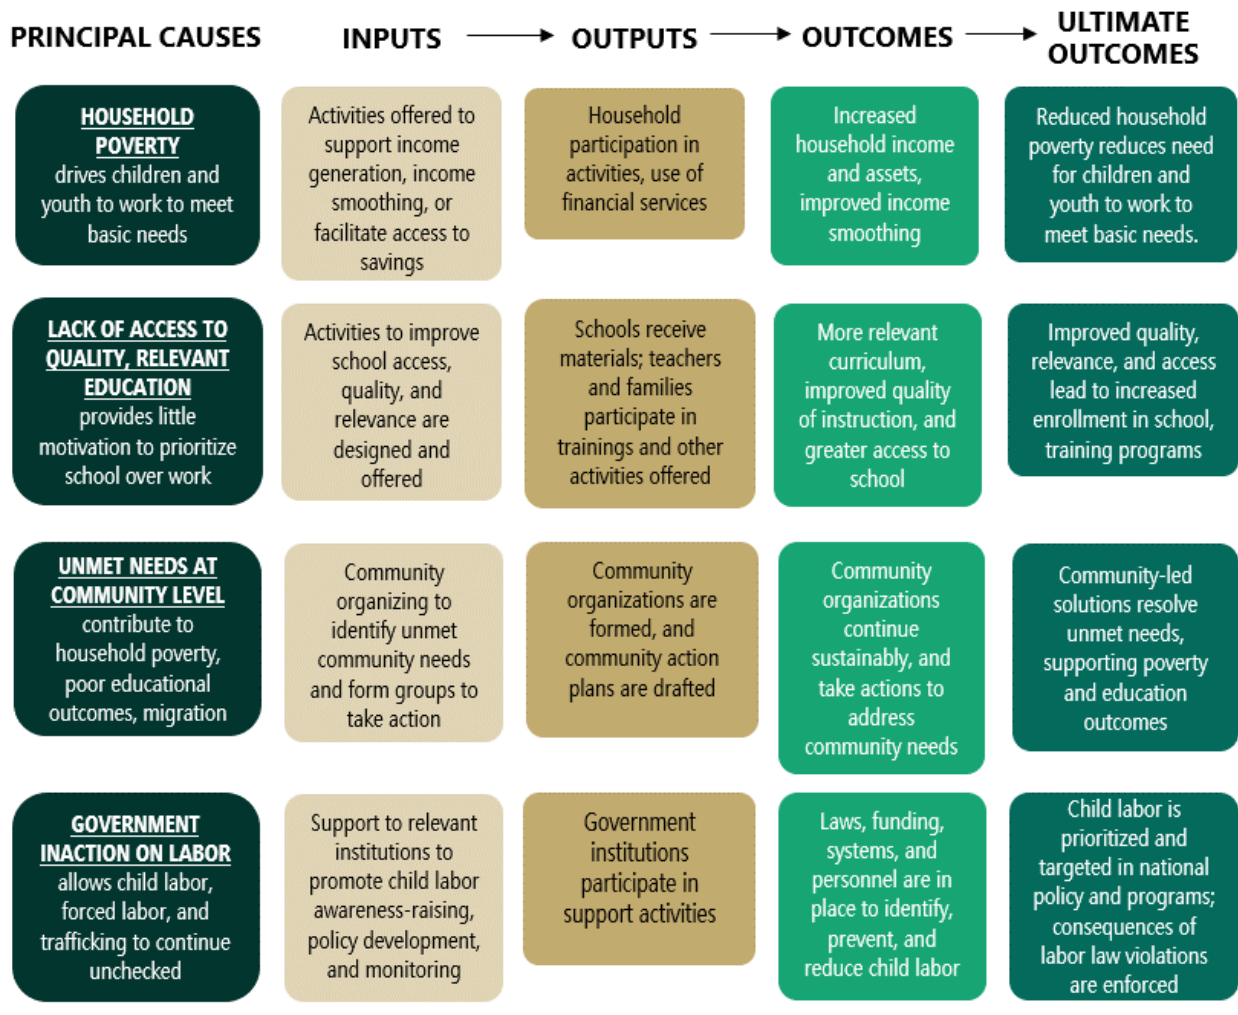 PRINCIPAL CAUSES
INPUTS
OUTPUTS
OUTCOMES
ULTIMATE
OUTCOMES
HOUSEHOLD
POVERTY
drives children and
youth to work to meet
basic needs
Activities offered to
support income
generation, income
smoothing, or
facilitate access to
savings
Household
participation in
activities, use of
financial services
Increased
household income
and assets,
improved income
smoothing
Reduced household
poverty reduces need
for children and
youth to work to
meet basic needs.
LACK OF ACCESS TO
QUALITY, RELEVANT
EDUCATION
provides little
motivation to prioritize
school over work
Activities to improve
school access,
quality, and
relevance are
designed and
offered
Schools receive
materials; teachers
and families
participate in
trainings and other
activities offered
More relevant
curriculum,
improved quality
of instruction, and
greater access to
school
Improved quality,
relevance, and access
lead to increased
enrollment in school,
training programs
UNMET NEEDS AT
COMMUNITY LEVEL
contribute to
household poverty,
poor educational
outcomes, migration
Community
organizing to
identify unmet
community needs
and form groups to
take action
Community
organizations are
formed, and
community action
plans are drafted
Community
organizations
continue
sustainably, and
take actions to
address
community needs
Community-led
solutions resolve
unmet needs,
supporting poverty
and education
outcomes
GOVERNMENT
INACTION ON LABOR
allows child labor,
forced labor, and
trafficking to continue
unchecked
Support to relevant
institutions to
promote child labor
awareness-raising,
policy development,
and monitoring
Government
institutions
participate in
support activities
Laws, funding,
systems, and
personnel are in
place to identify,
prevent, and
reduce child labor
Child labor is
prioritized and
targeted in national
policy and programs;
consequences of
labor law violations
are enforced